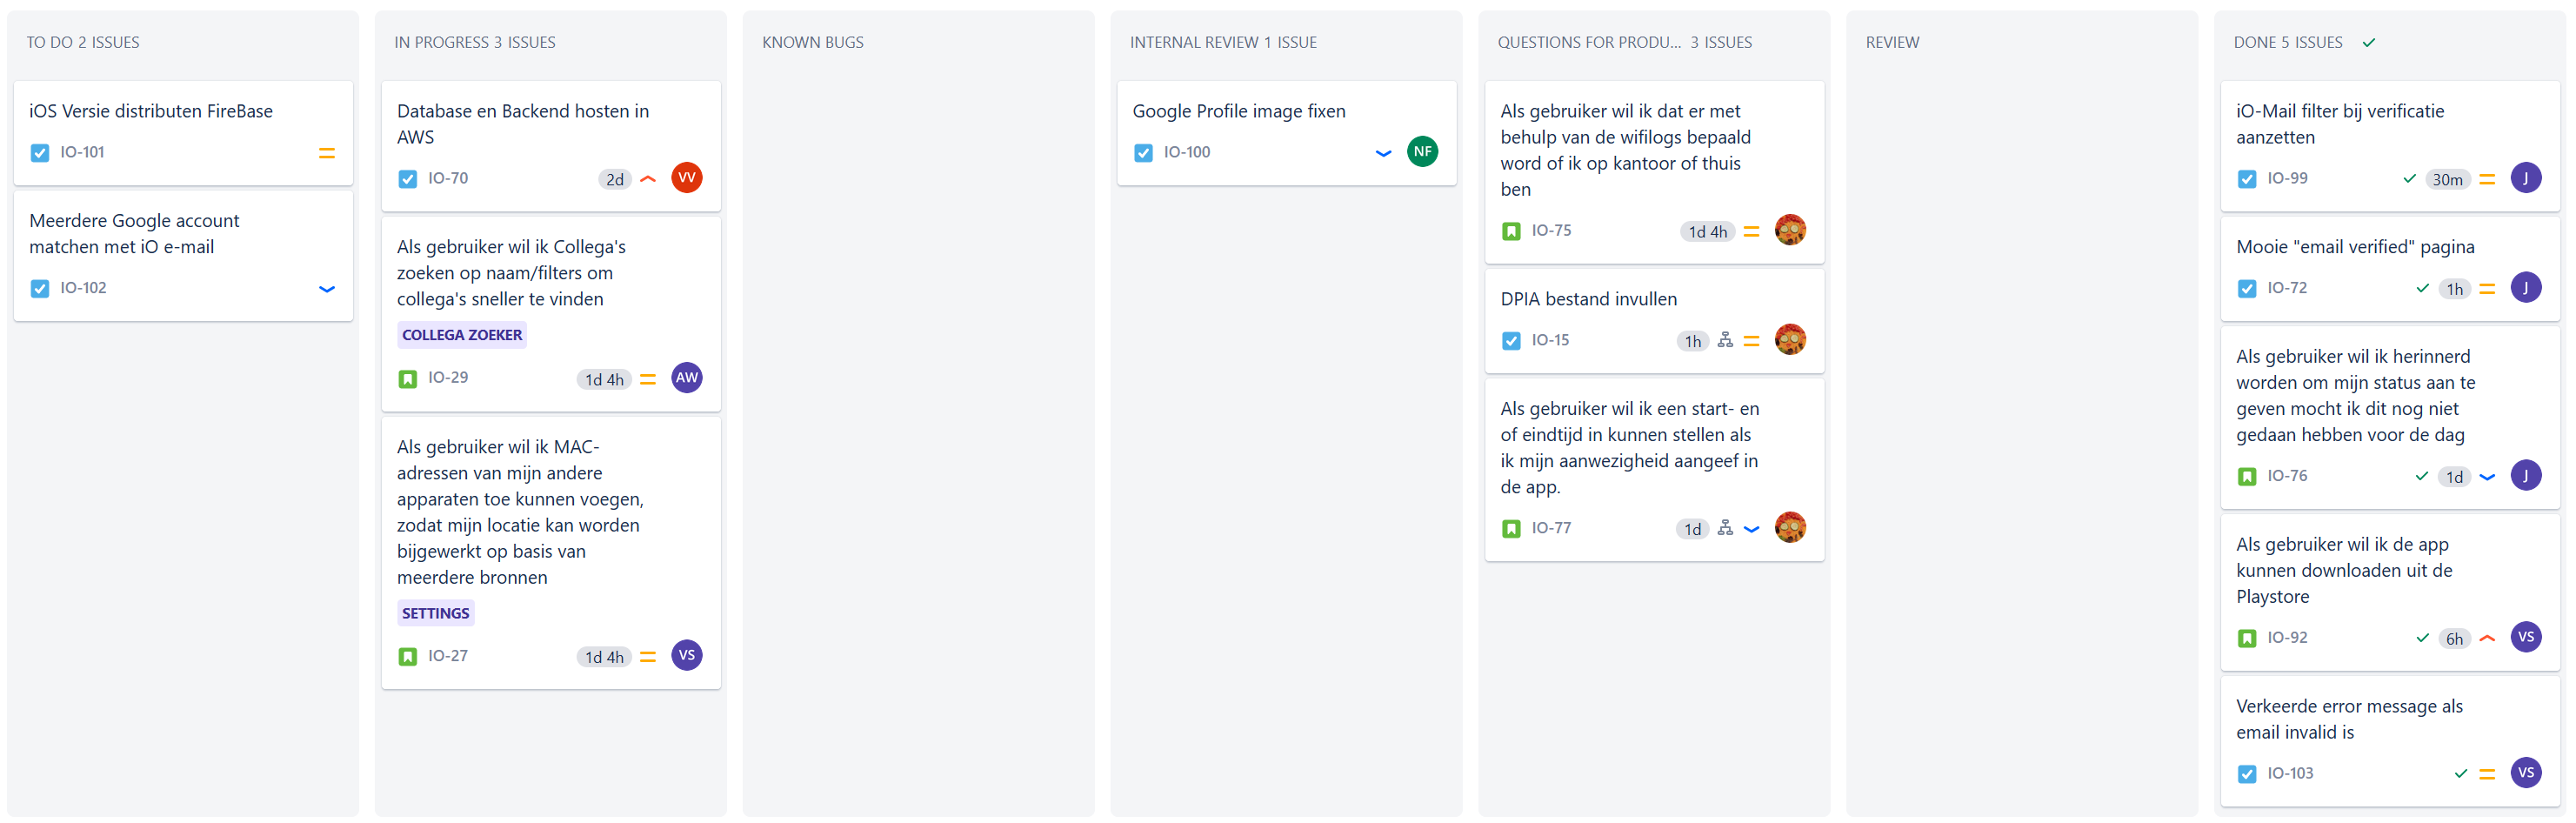 TO DO 2 ISSUES
iOS Versie distributen FireBase
IO-101
Meerdere Google account
matchen met iO e-mail
IO-102
IN PROGRESS 3 ISSUES
Database en Backend hosten in
AWS
IO-70 2d VV
Als gebruiker wil ik Collega's
zoeken op naam/filters om
collega's sneller te vinden
COLLEGA ZOEKER
IO-29 1d 4h AW
Als gebruiker wil ik MAC-
adressen van mijn andere
apparaten toe kunnen voegen,
zodat mijn locatie kan worden
bijgewerkt op basis van
meerdere bronnen
SETTINGS
IO-27 1d 4h VS
KNOWN BUGS
INTERNAL REVIEW 1 ISSUE
Google Profile image fixen
IO-100 NF
QUESTIONS FOR PRODU... 3 ISSUES
Als gebruiker wil ik dat er met
behulp van de wifilogs bepaald
word of ik op kantoor of thuis
ben
IO-75 1d 4h
DPIA bestand invullen
IO-15 1h
Als gebruiker wil ik een start- en
of eindtijd in kunnen stellen als
ik mijn aanwezigheid aangeef in
de app.
IO-77 1d
REVIEW
DONE 5 ISSUES
iO-Mail filter bij verificatie
aanzetten
IO-99 30m J
Mooie "email verified" pagina
IO-72 1h J
Als gebruiker wil ik herinnerd
worden om mijn status aan te
geven mocht ik dit nog niet
gedaan hebben voor de dag
IO-76 1d J
Als gebruiker wil ik de app
kunnen downloaden uit de
Playstore
IO-92 6h VS
Verkeerde error message als
email invalid is
IO-103 VS